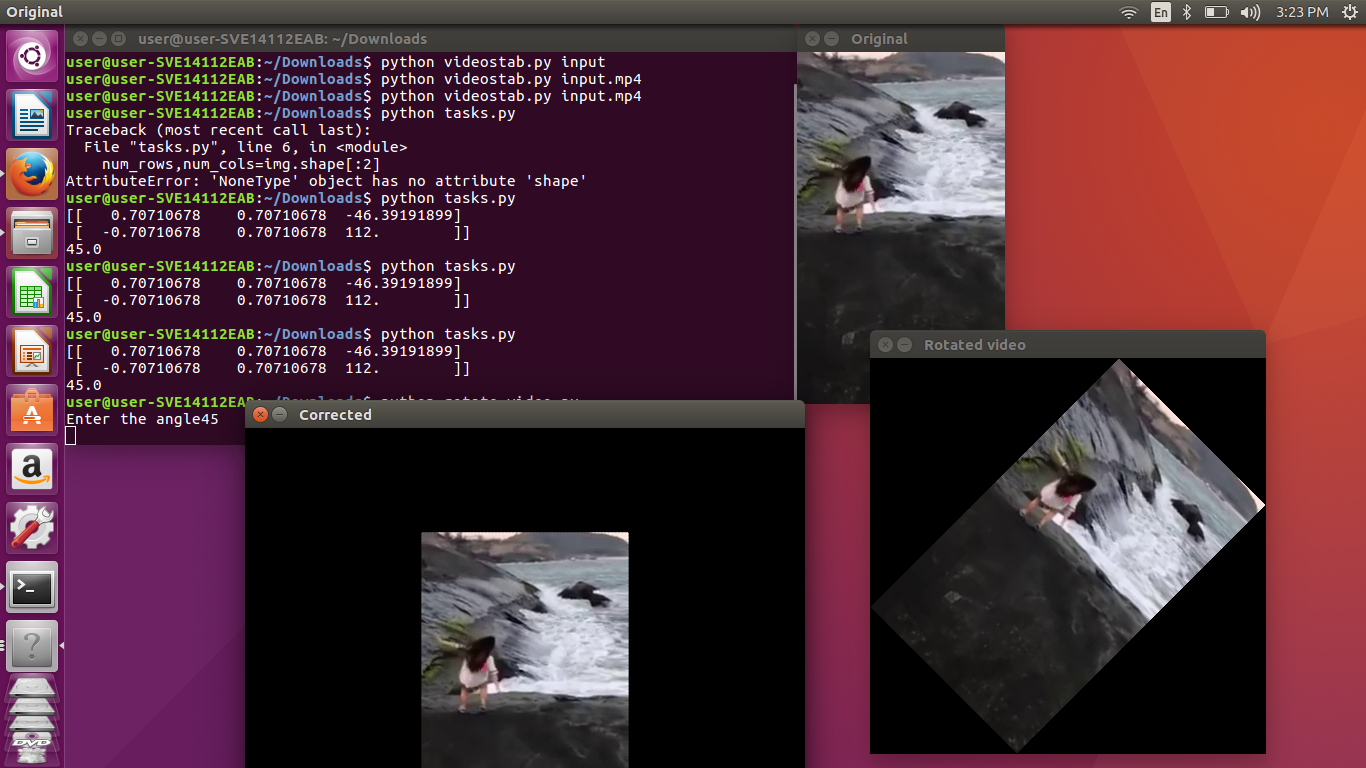 Original
En
3:23 PM
user@user-SVE14112EAB: ~/Downloads
user@user-SVE14112EAB:~/Downloads$ python videostab.py input
user@user-SVE14112EAB:~/Downloads$ python videostab.py input.mp4
user@user-SVE14112EAB:~/Downloads$ python videostab.py input.mp4
user@user-SVE14112EAB:~/Downloads$ python tasks.py
Traceback (most recent call last):
  File "tasks.py", line 6, in <module>
    num_rows,num_cols=img.shape[:2]
AttributeError: 'NoneType' object has no attribute 'shape'
user@user-SVE14112EAB:~/Downloads$ python tasks.py
[[   0.70710678    0.70710678  -46.39191899]
 [  -0.70710678    0.70710678  112.        ]]
45.0
user@user-SVE14112EAB:~/Downloads$ python tasks.py
[[   0.70710678    0.70710678  -46.39191899]
 [  -0.70710678    0.70710678  112.        ]]
45.0
user@user-SVE14112EAB:~/Downloads$ python tasks.py
[[   0.70710678    0.70710678  -46.39191899]
 [  -0.70710678    0.70710678  112.        ]]
45.0
user@user-SVE14112EAB
Enter the angle45
Original
Rotated video
Corrected
a
>_
?
DVD